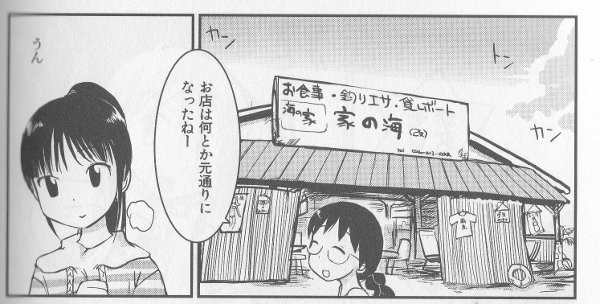 カン
トン
カン
お食事・釣りエサ・貸しボート
海の家
家の海(改)
お店は何とか元通りに
なったねー
うん